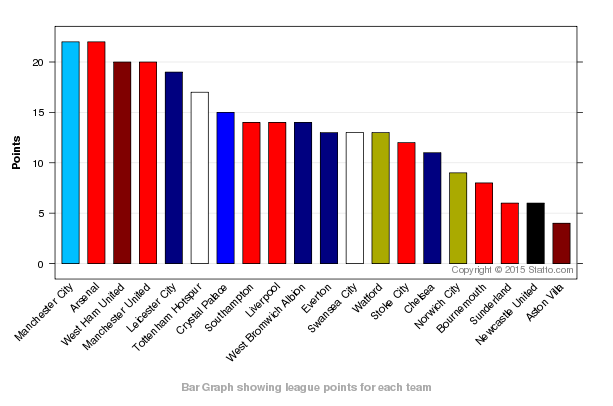 Points
20
15
10
5
0
Copyright © 2015 Statto.com
Manchester City
Arsenal
West Ham United
Manchester United
Leicester City
Tottenham Hotspur
Crystal Palace
Southampton
Liverpool
West Bromwich Albion
Everton
Swansea City
Watford
Stoke City
Chelsea
Norwich City
Bournemouth
Sunderland
Newcastle United
Aston Villa
Bar Graph showing league points for each team